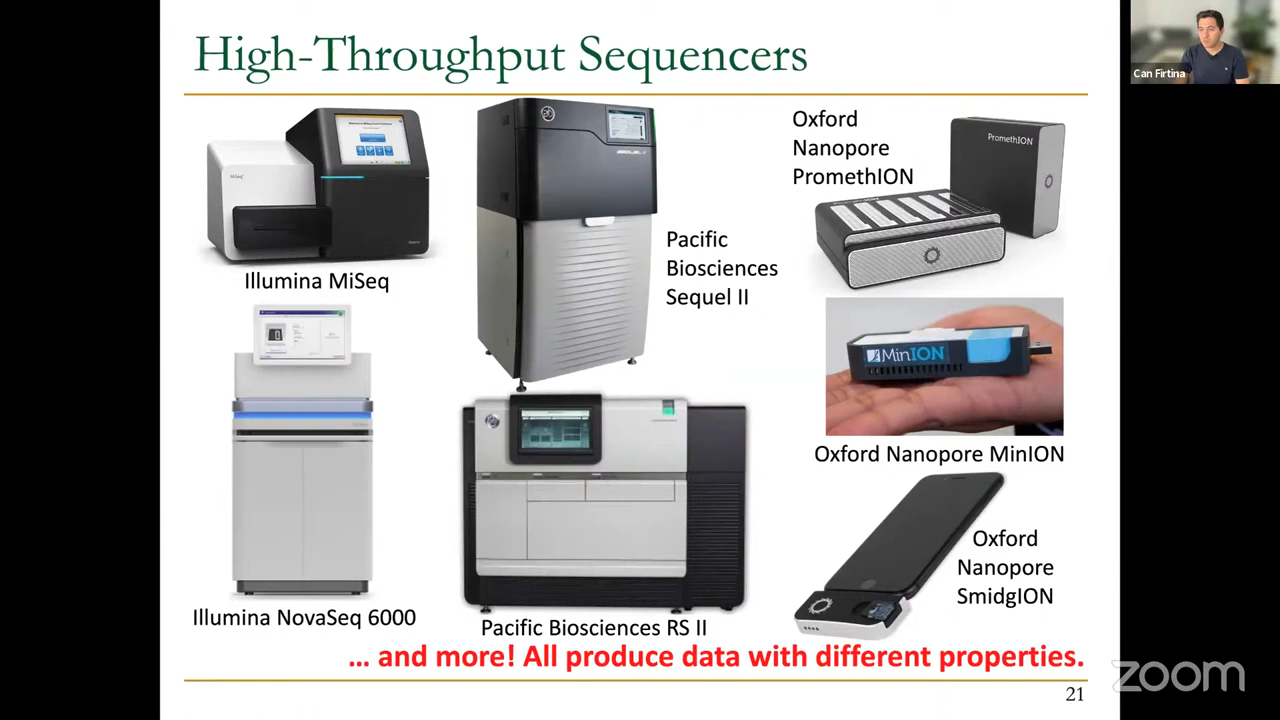 High-Throughput Sequencers
Can Firtina
Illumina MiSeq
Pacific
Biosciences
Sequel II
Oxford
Nanopore
PromethION
PromethION
MinION
Oxford Nanopore MinION
Illumina NovaSeq 6000
Pacific Biosciences RS II
Oxford
Nanopore
SmidgION
... and more! All produce data with different properties.
21
zoom